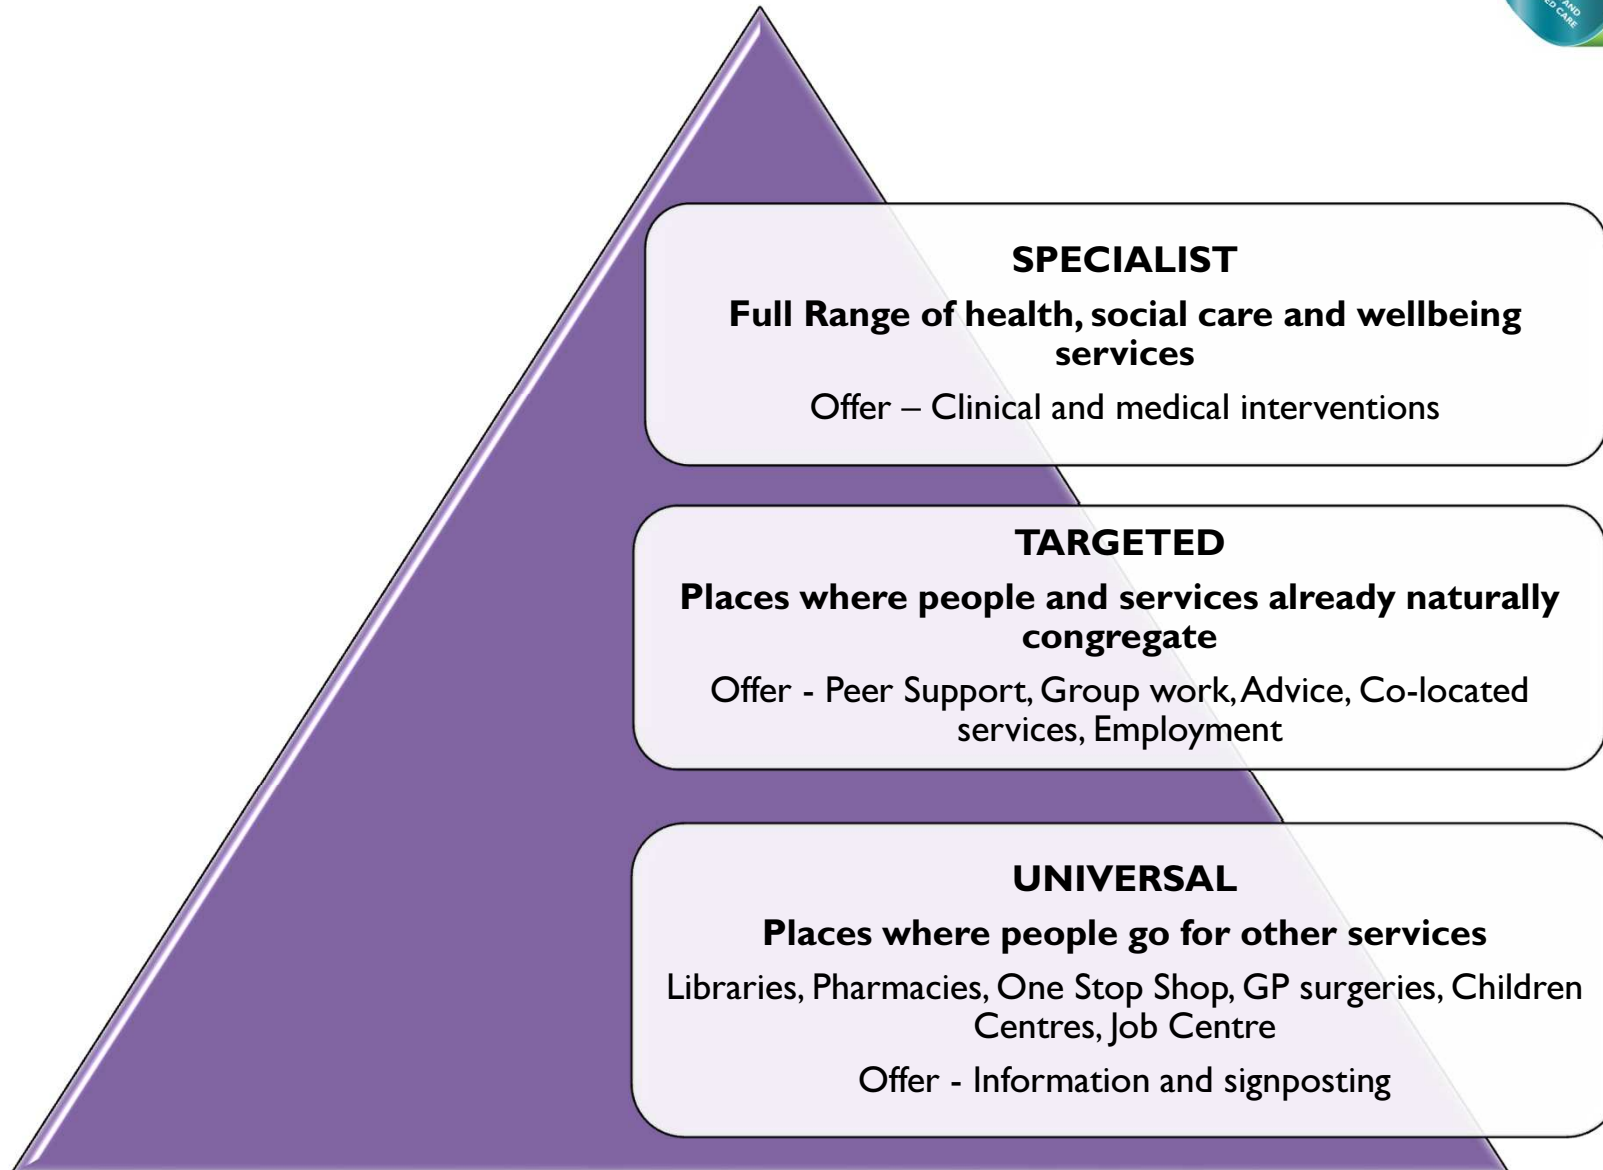 AND
ED CARE
SPECIALIST
Full Range of health, social care and wellbeing
services
Offer – Clinical and medical interventions
TARGETED
Places where people and services already naturally
congregate
Offer - Peer Support, Group work, Advice, Co-located
services, Employment
UNIVERSAL
Places where people go for other services
Libraries, Pharmacies, One Stop Shop, GP surgeries, Children
Centres, Job Centre
Offer - Information and signposting